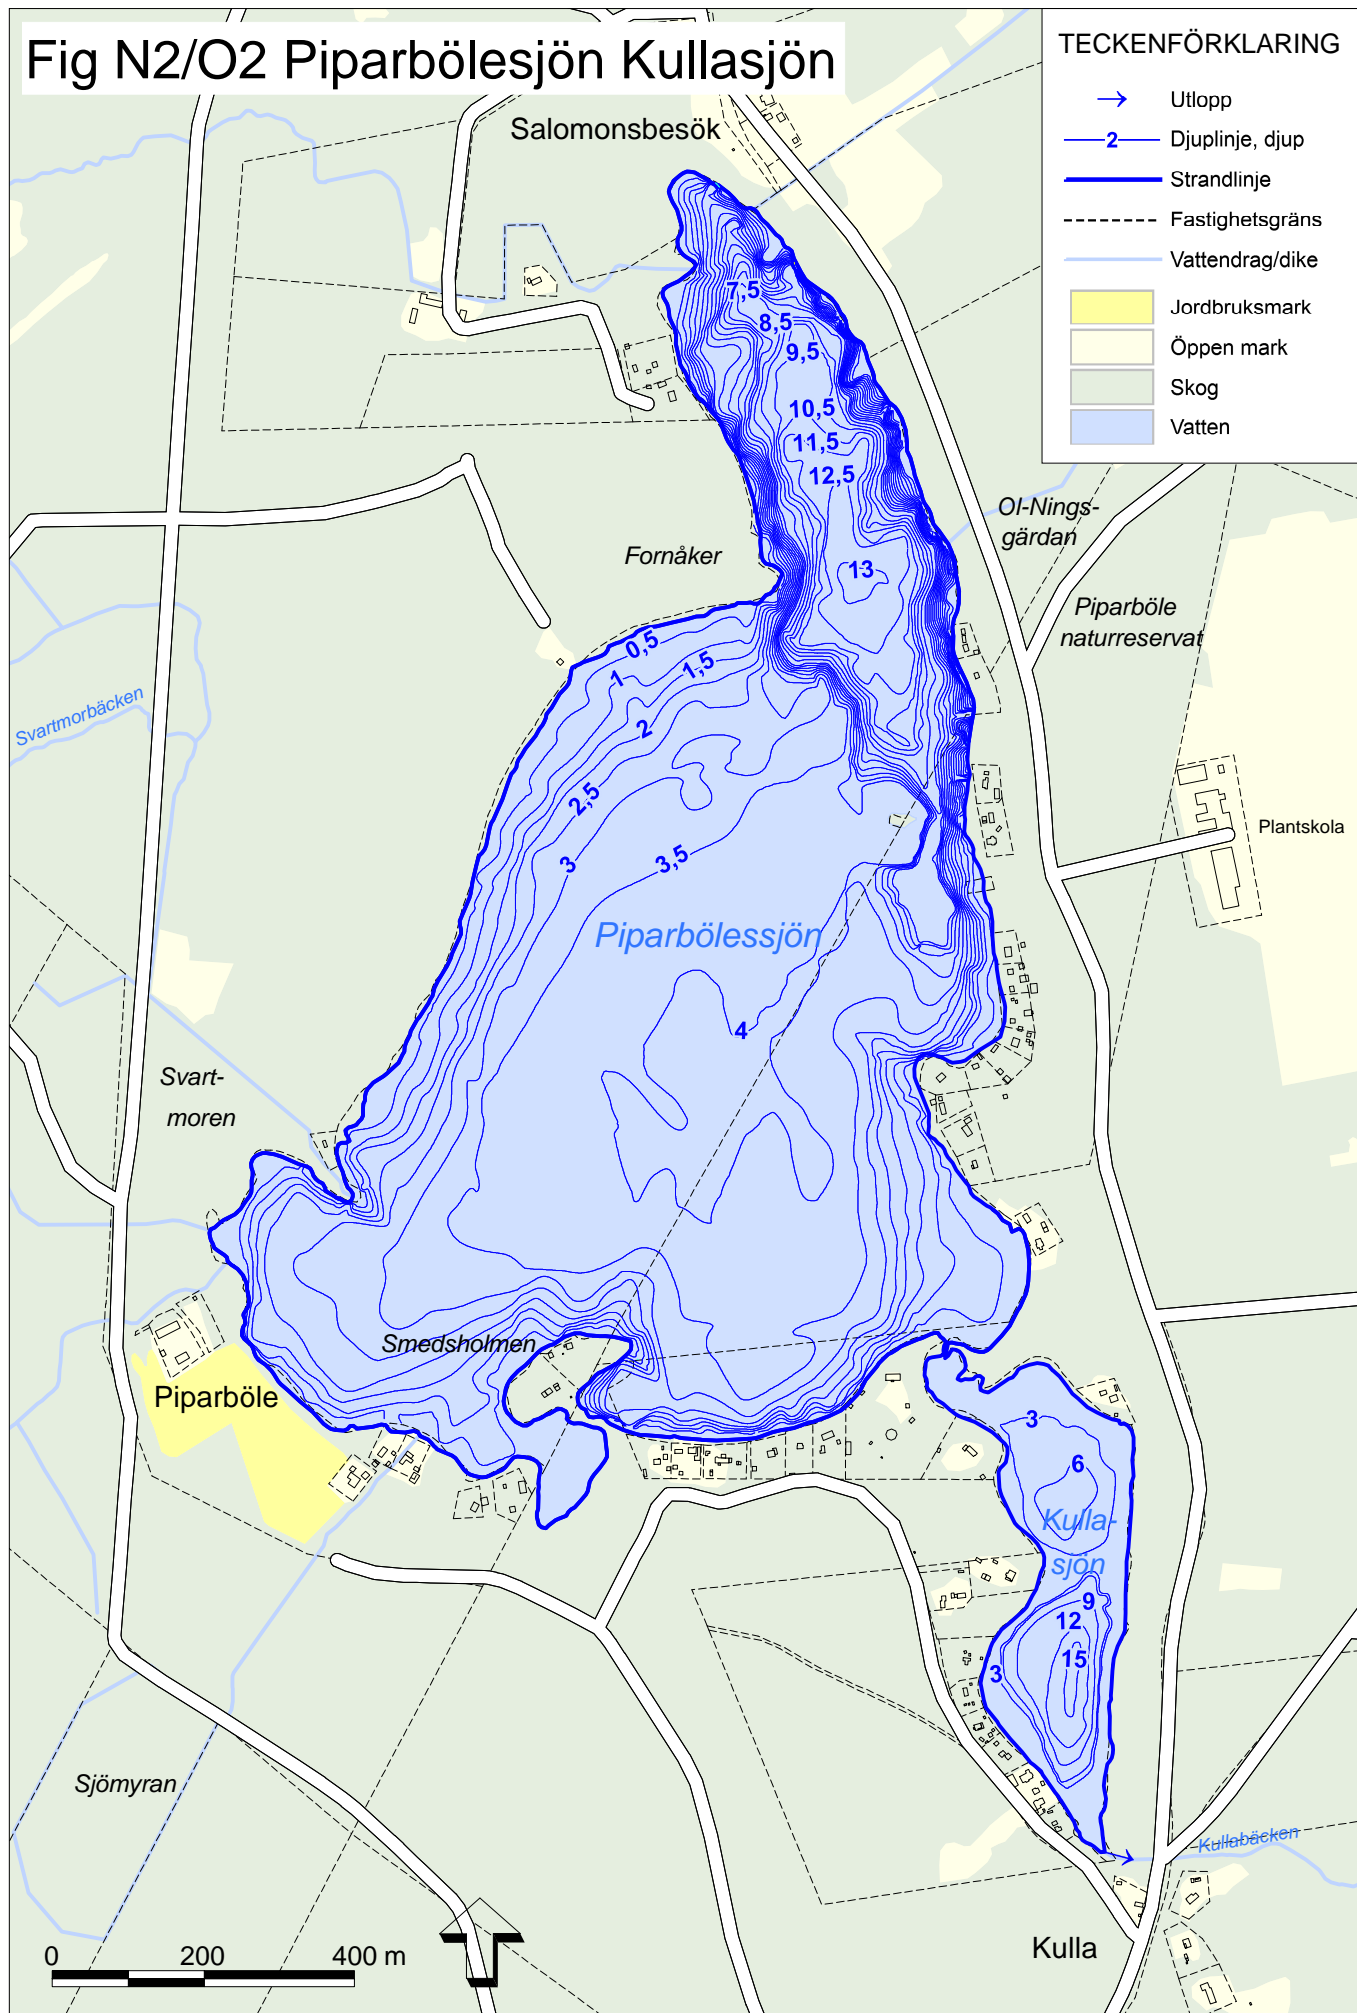 Fig N2/O2 Piparbölesjön Kullasjön
TECKENFÖRKLARING
Utlopp
2
Djuplinje, djup
Strandlinje
Fastighetsgräns
Vattendrag/dike
Jordbruksmark
Öppen mark
Skog
Vatten
Salomonsbesök
7,5
8,5
9,5
10,5
11,5
12,5
13
Ol-Nings-
gärdan
Fornåker
Piparböle
naturreservat
0,5
1
1,5
2
2,5
3
3,5
Svartmorbäcken
Plantskola
Piparbölessjön
4
Svart-
moren
Smedsholmen
Piparböle
3
6
Kulla-
sjön
9
12
15
3
Sjömyran
Kullabäcken
Kulla
0 200 400 m